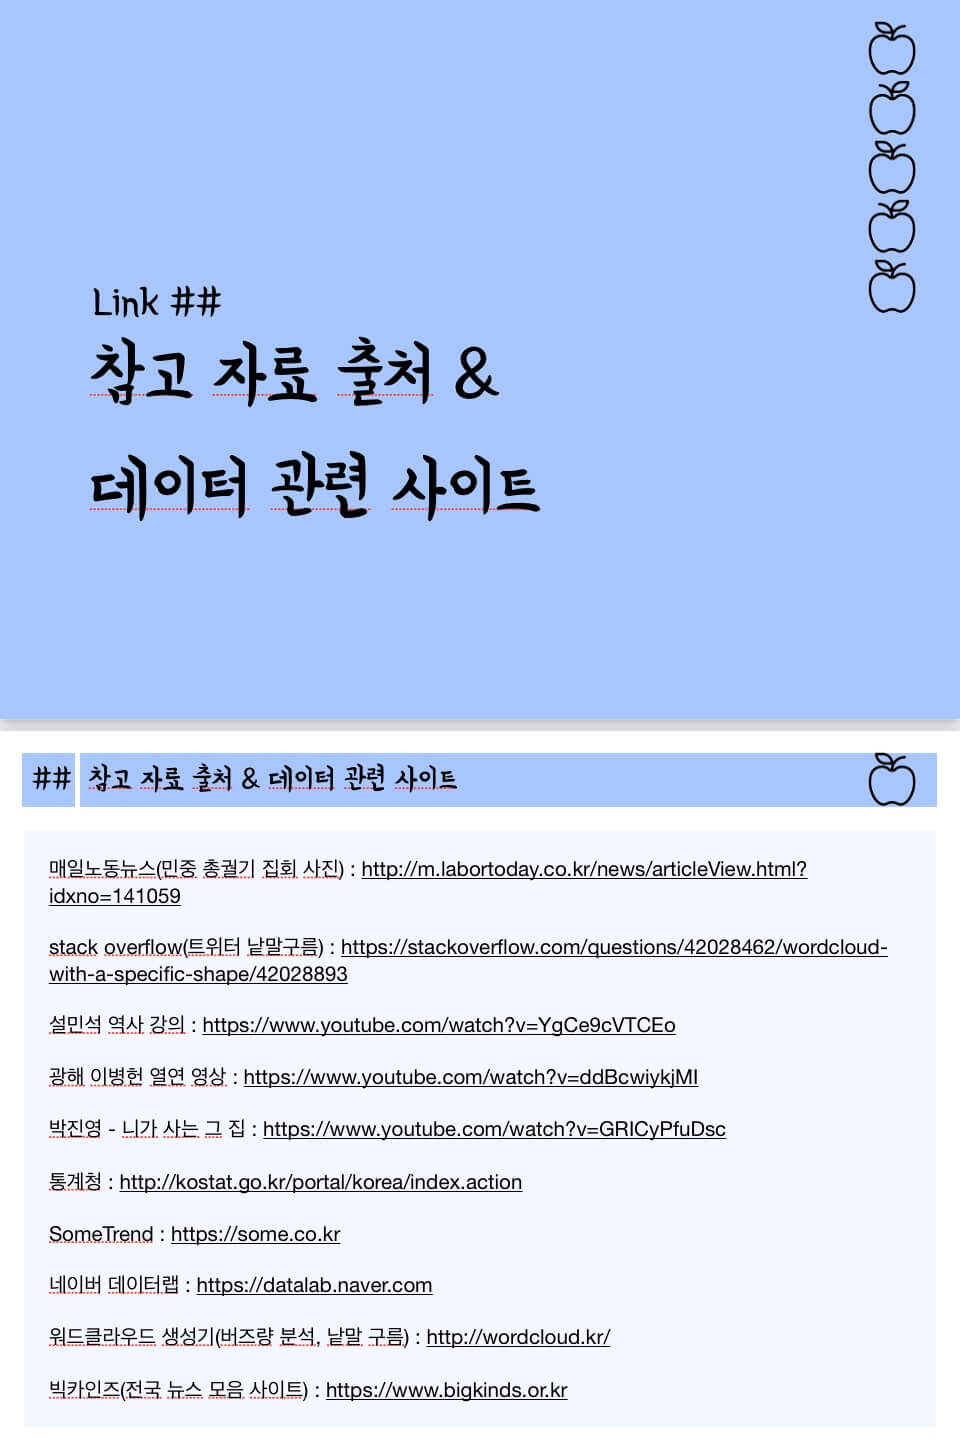 Link ##
참고 자료 출처 &
데이터 관련 사이트
## 참고 자료 출처 & 데이터 관련 사이트
매일노동뉴스(민중 총궐기 집회 사진) : http://m.labortoday.co.kr/news/articleView.html?
idxno=141059
stack overflow(트위터 낱말구름) : https://stackoverflow.com/questions/42028462/wordcloud-
with-a-specific-shape/42028893
설민석 역사 강의 : https://www.youtube.com/watch?v=YgCe9cVTCEo
광해 이병헌 열연 영상 : https://www.youtube.com/watch?v=ddBcwiykjMI
박진영 - 니가 사는 그 집 : https://www.youtube.com/watch?v=GRICyPfuDsc
통계청 : http://kostat.go.kr/portal/korea/index.action
SomeTrend : https://some.co.kr
네이버 데이터랩 : https://datalab.naver.com
워드클라우드 생성기(버즈량 분석, 낱말 구름) : http://wordcloud.kr/
빅카인즈(전국 뉴스 모음 사이트) : https://www.bigkinds.or.kr